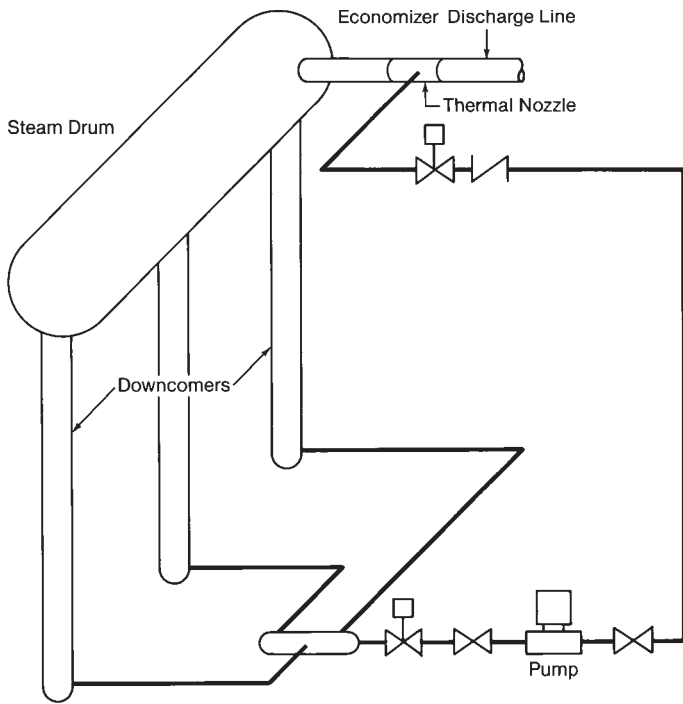 Economizer Discharge Line
Thermal Nozzle
Steam Drum
Downcomers
Pump